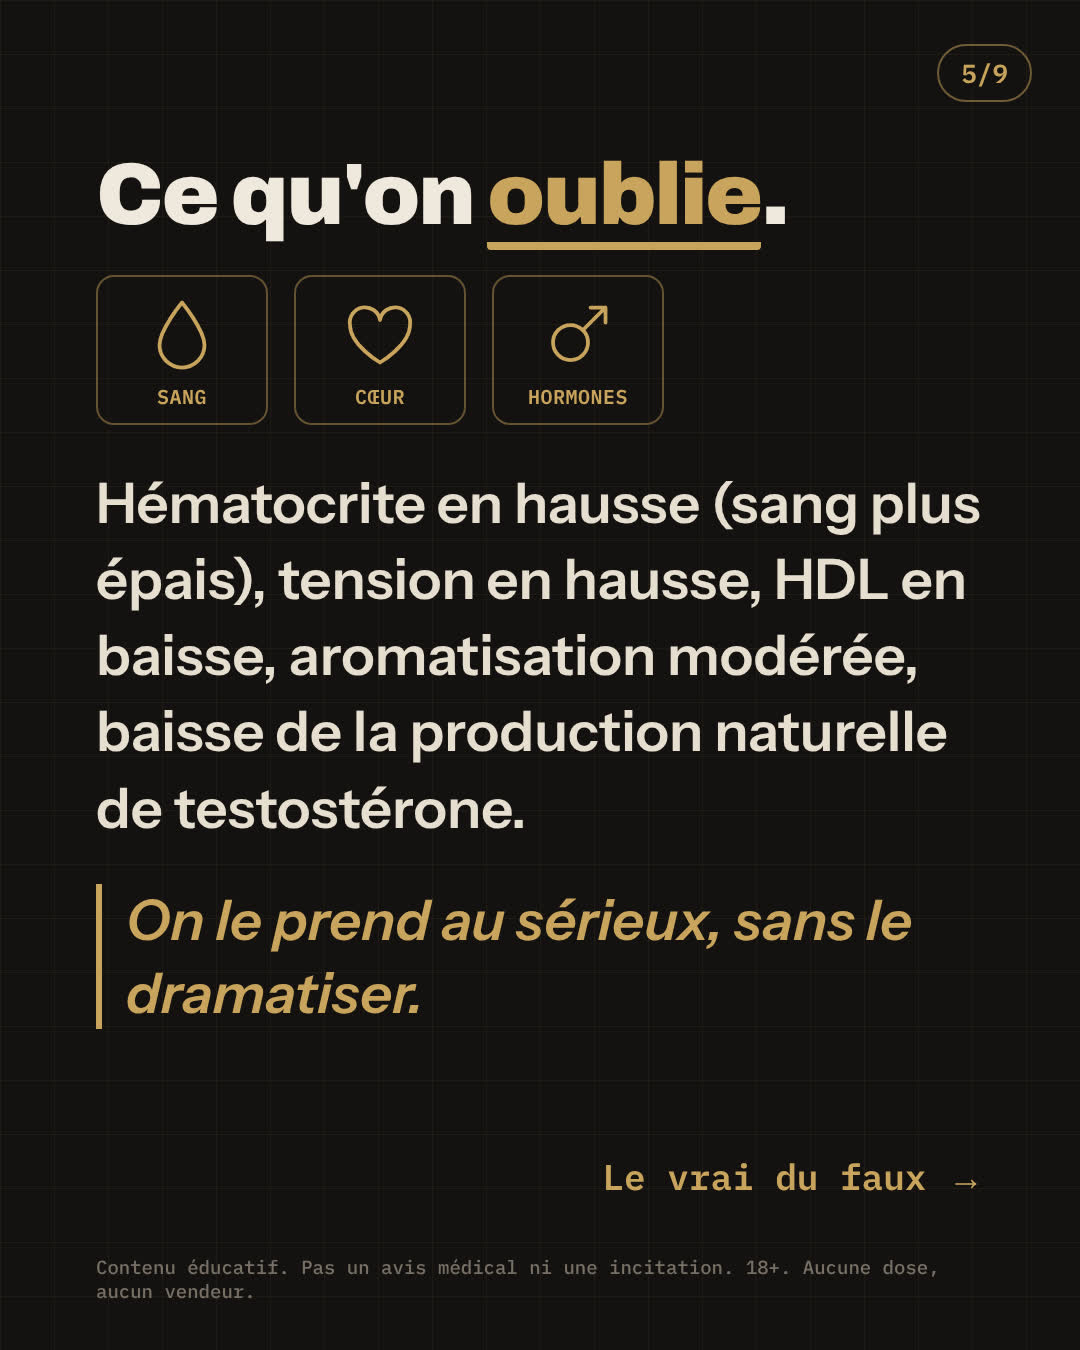 5/9
Ce qu'on oublie.
SANG
CŒUR
HORMONES
Hématocrite en hausse (sang plus
épais), tension en hausse, HDL en
baisse, aromatisation modérée,
baisse de la production naturelle
de testostérone.
On le prend au sérieux, sans le
dramatiser.
Le vrai du faux →
Contenu éducatif. Pas un avis médical ni une incitation. 18+. Aucune dose,
aucun vendeur.